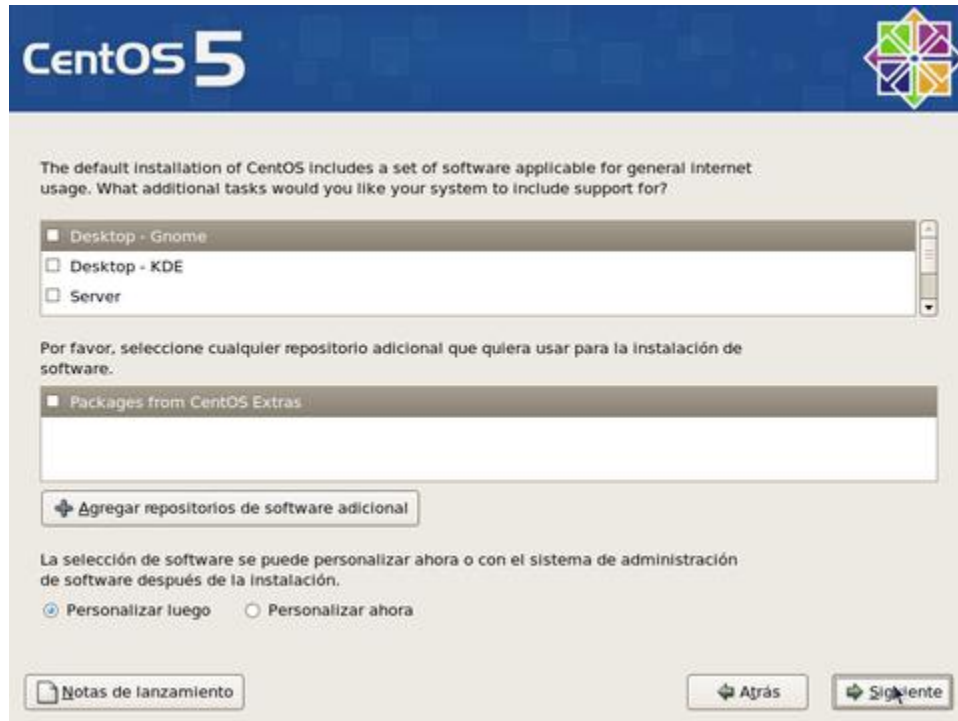 CentOS 5
The default installation of CentOS includes a set of software applicable for general internet
usage. What additional tasks would you like your system to include support for?
Desktop - Gnome
Desktop - KDE
Server
Por favor, seleccione cualquier repositorio adicional que quiera usar para la instalación de
software.
Packages from CentOS Extras
Agregar repositorios de software adicional
La selección de software se puede personalizar ahora o con el sistema de administración
de software después de la instalación.
Personalizar luego Personalizar ahora
Notas de lanzamiento Atrás Siguiente